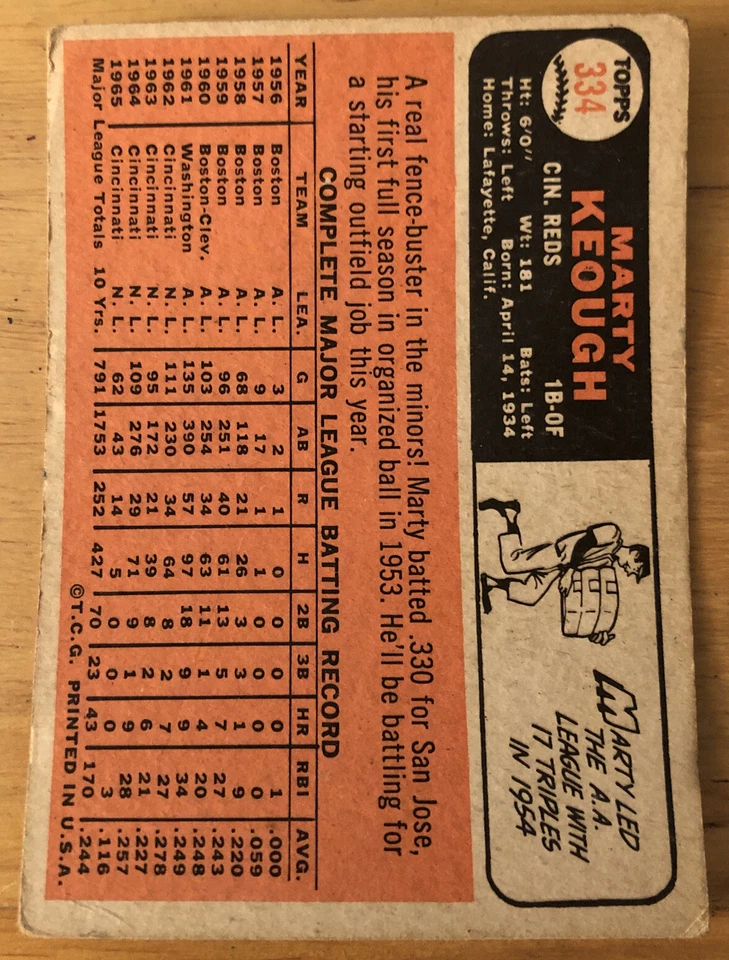 TOPPS
334
MARTY
KEOUGH
CIN. REDS 1B-OF
Ht: 6'0" Wt: 181 Bats: Left
Throws: Left Born: April 14, 1934
Home: Lafayette, Calif.
MARTY LED
THE A.A.
LEAGUE WITH
17 TRIPLES
IN 1954
A real fence-buster in the minors! Marty batted .330 for San Jose,
his first full season in organized ball in 1953. He'll be battling for
a starting outfield job this year.
COMPLETE MAJOR LEAGUE BATTING RECORD
YEAR TEAM LEA. G AB R H 2B 3B HR RBI AVG.
1956 Boston A. L. 3 2 1 0 0 0 0 1 .000
1957 Boston A. L. 9 17 1 1 0 0 0 0 .059
1958 Boston A. L. 68 118 21 26 3 3 1 9 .220
1959 Boston A. L. 96 251 40 61 13 5 7 27 .243
1960 Boston-Clev. A. L. 103 254 34 63 11 1 4 20 .248
1961 Washington A. L. 135 390 57 97 18 9 9 34 .249
1962 Cincinnati N. L. 111 230 34 64 8 2 7 27 .278
1963 Cincinnati N. L. 95 172 21 39 8 2 6 21 .227
1964 Cincinnati N. L. 109 276 29 71 9 1 9 28 .257
1965 Cincinnati N. L. 62 43 14 5 0 0 0 3 .116
Major League Totals 10 Yrs. 791 1753 252 427 70 23 43 170 .244
©T.C.G. PRINTED IN U.S.A.